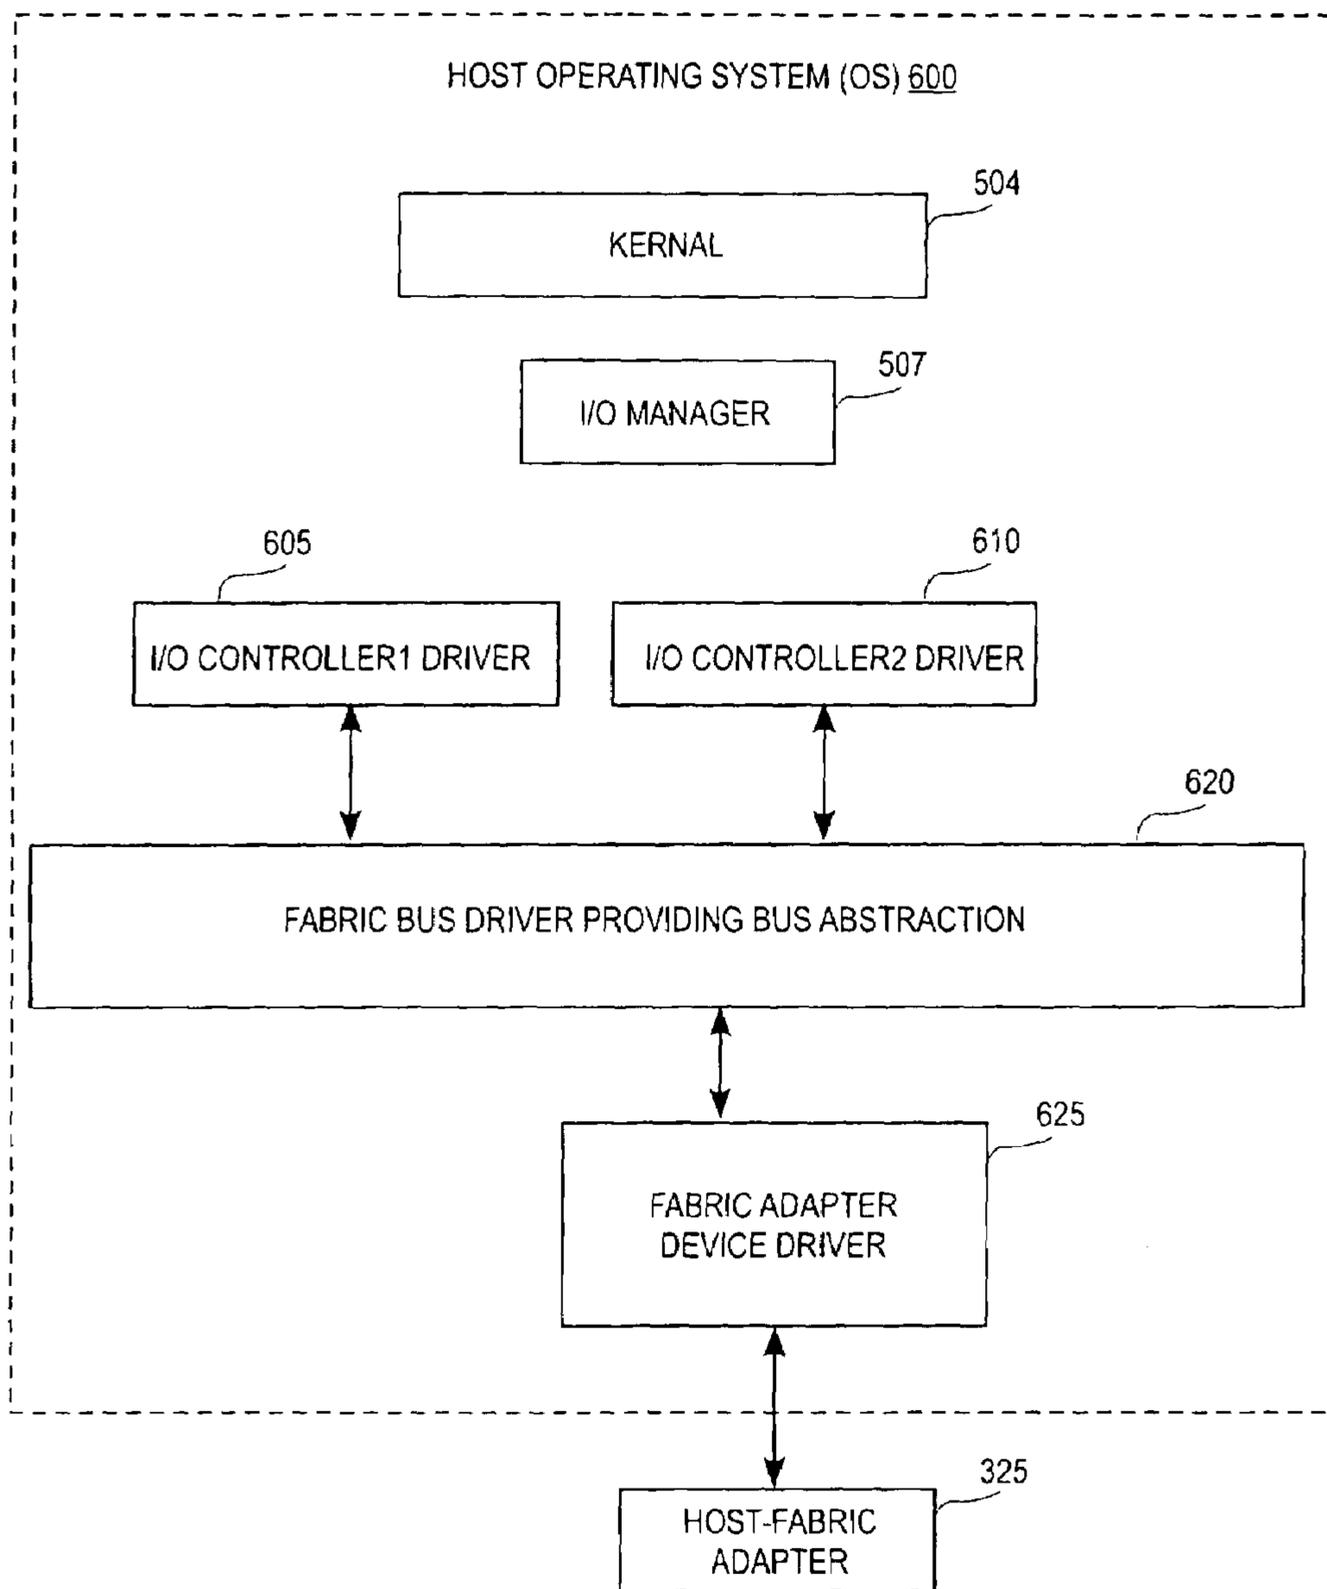 HOST OPERATING SYSTEM (OS) 600
504
KERNAL
507
I/O MANAGER
605
610
I/O CONTROLLER1 DRIVER
I/O CONTROLLER2 DRIVER
620
FABRIC BUS DRIVER PROVIDING BUS ABSTRACTION
625
FABRIC ADAPTER
DEVICE DRIVER
325
HOST-FABRIC
ADAPTER